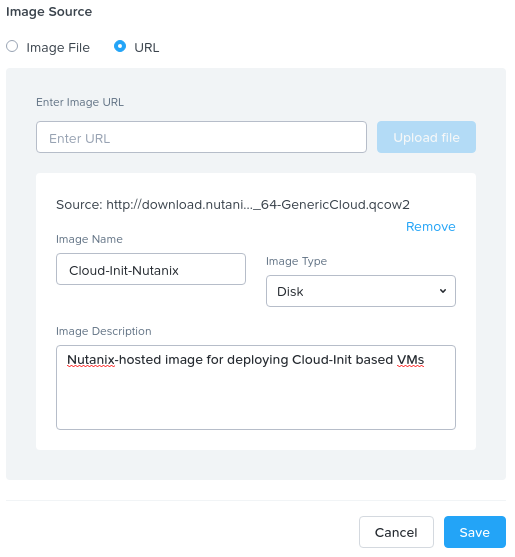 Image Source
Image File
URL
Enter Image URL
Enter URL
Upload file
Source: http://download.nutani..._64-GenericCloud.qcow2
Remove
Image Name
Cloud-Init-Nutanix
Image Type
Disk
Image Description
Nutanix-hosted image for deploying Cloud-Init based VMs
Cancel
Save